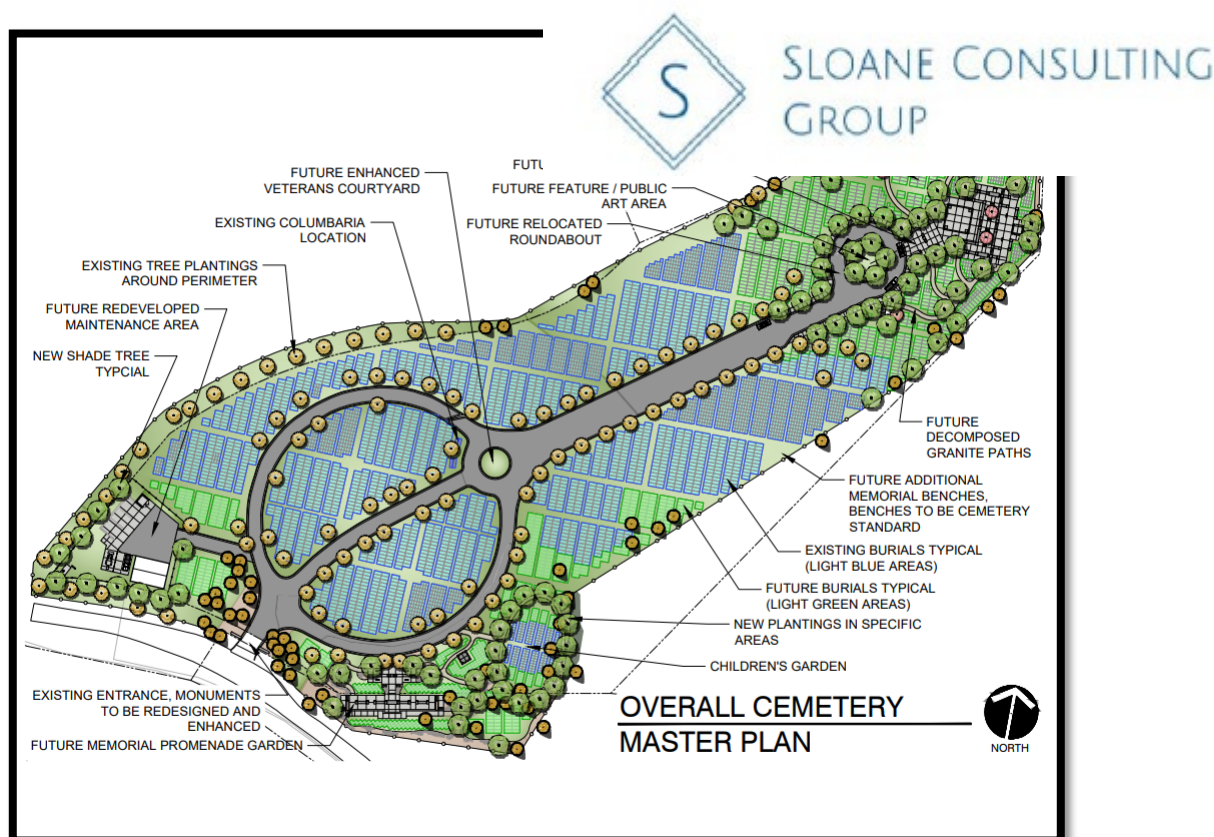 S
SLOANE CONSULTING
GROUP
FUTURE ENHANCED
VETERANS COURTYARD
FUTURE FEATURE / PUBLIC
ART AREA
EXISTING COLUMBARIA
LOCATION
FUTURE RELOCATED
ROUNDABOUT
EXISTING TREE PLANTINGS
AROUND PERIMETER
FUTURE REDEVELOPED
MAINTENANCE AREA
NEW SHADE TREE
TYPCIAL
FUTURE
DECOMPOSED
GRANITE PATHS
FUTURE ADDITIONAL
MEMORIAL BENCHES,
BENCHES TO BE CEMETERY
STANDARD
EXISTING BURIALS TYPICAL
(LIGHT BLUE AREAS)
FUTURE BURIALS TYPICAL
(LIGHT GREEN AREAS)
NEW PLANTINGS IN SPECIFIC
AREAS
CHILDREN'S GARDEN
EXISTING ENTRANCE, MONUMENTS
TO BE REDESIGNED AND
ENHANCED
FUTURE MEMORIAL PROMENADE GARDEN
OVERALL CEMETERY
MASTER PLAN
NORTH